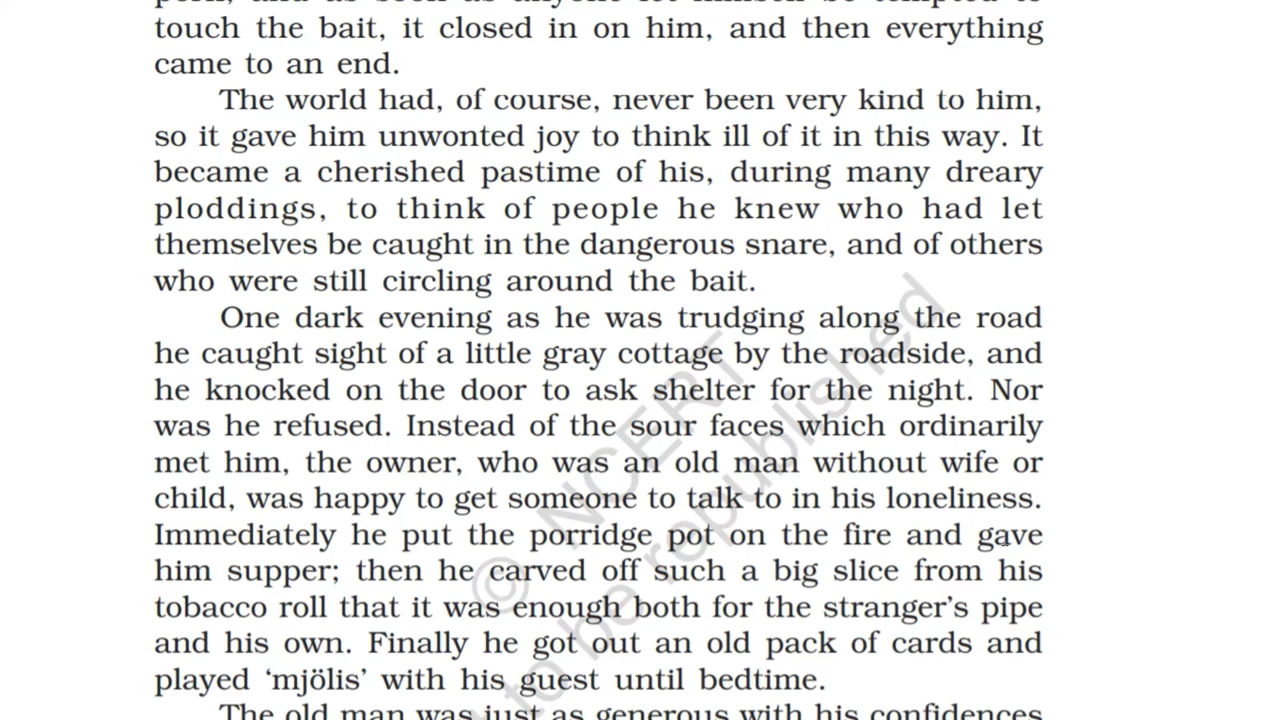 touch the bait, it closed in on him, and then everything
came to an end.
The world had, of course, never been very kind to him,
so it gave him unwonted joy to think ill of it in this way. It
became a cherished pastime of his, during many dreary
ploddings, to think of people he knew who had let
themselves be caught in the dangerous snare, and of others
who were still circling around the bait.
One dark evening as he was trudging along the road
he caught sight of a little gray cottage by the roadside, and
he knocked on the door to ask shelter for the night. Nor
was he refused. Instead of the sour faces which ordinarily
met him, the owner, who was an old man without wife or
child, was happy to get someone to talk to in his loneliness.
Immediately he put the porridge pot on the fire and gave
him supper; then he carved off such a big slice from his
tobacco roll that it was enough both for the stranger’s pipe
and his own. Finally he got out an old pack of cards and
played ‘mjölis’ with his guest until bedtime.
The old man was just as generous with his confidences
© NCERT
to be republished